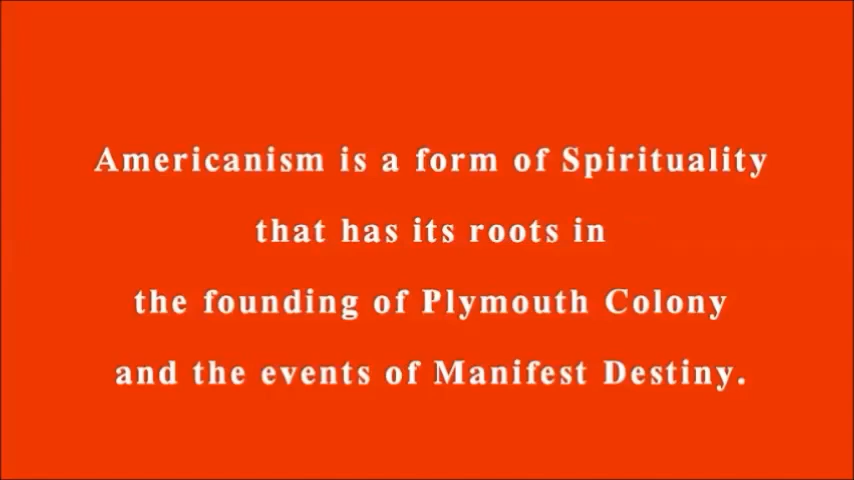 Americanism is a form of Spirituality
that has its roots in
the founding of Plymouth Colony
and the events of Manifest Destiny.